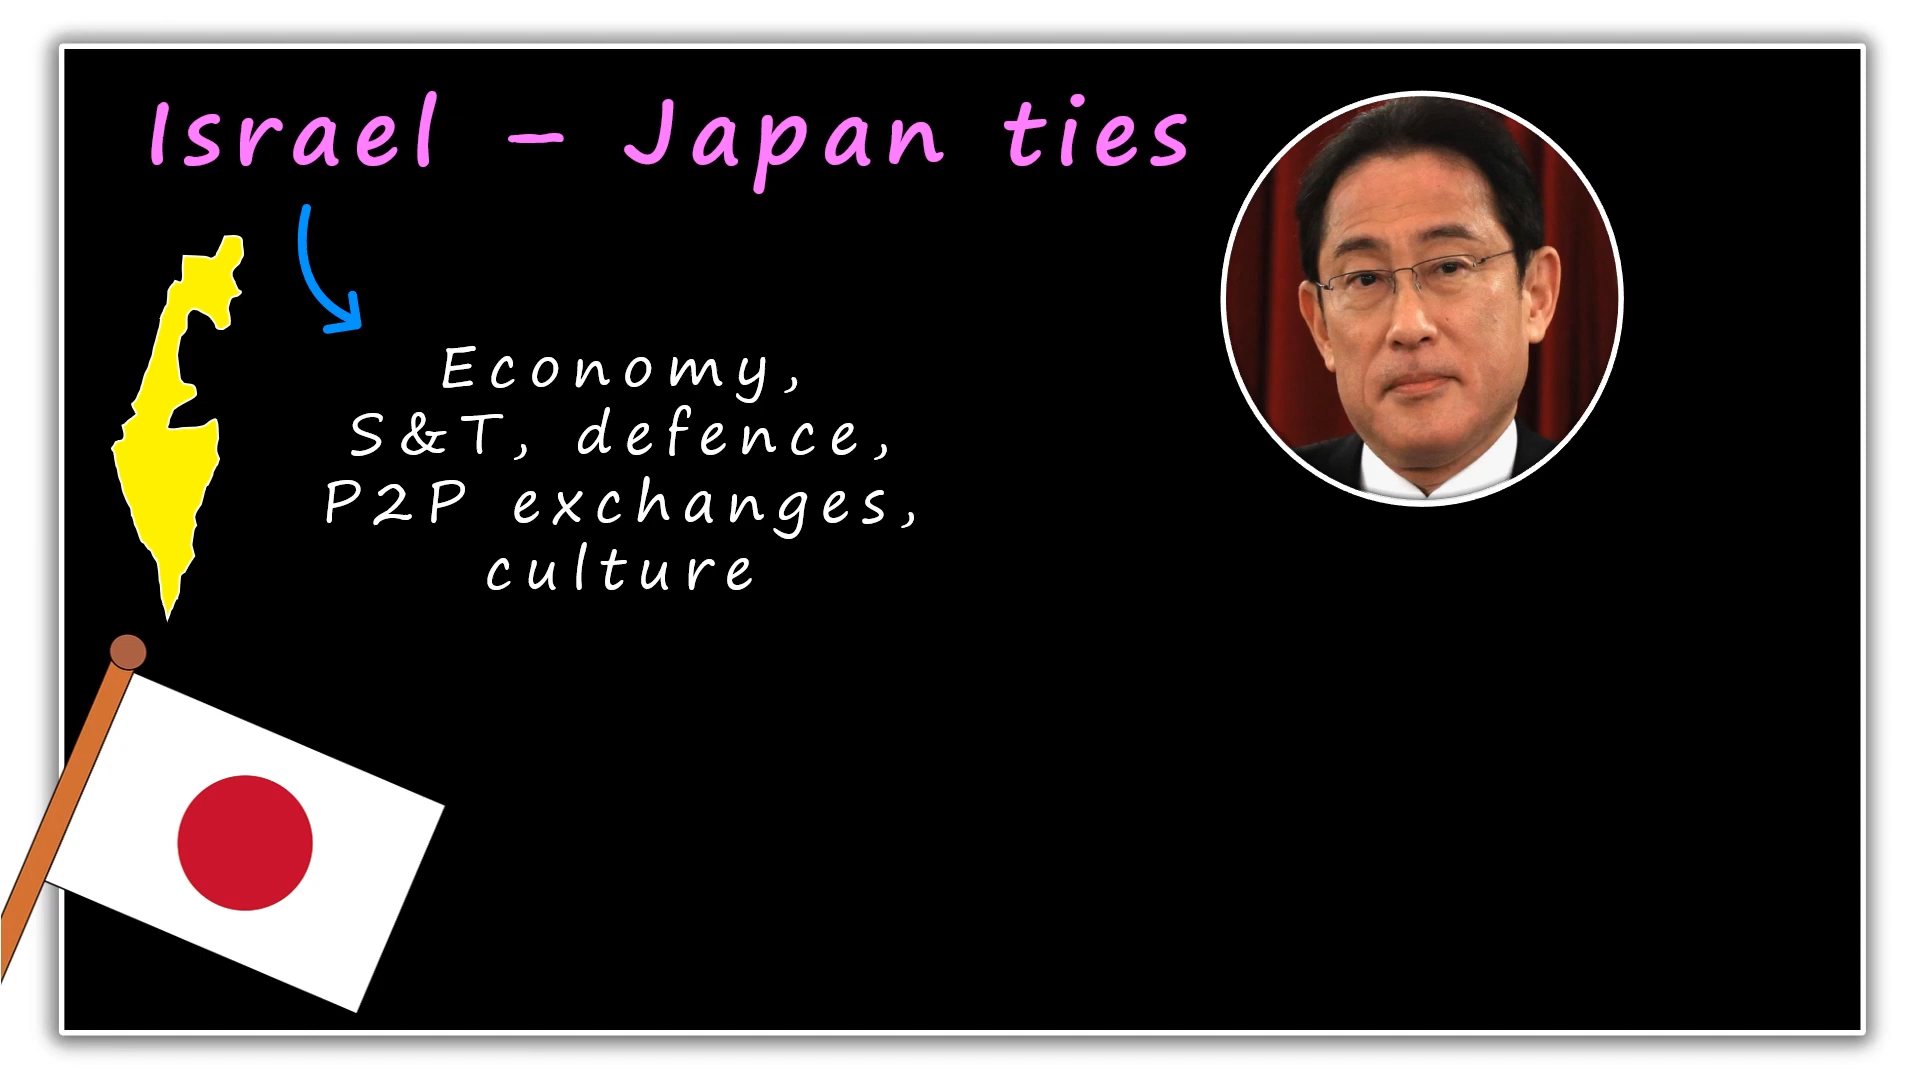 Israel – Japan ties
Economy,
S&T, defence,
P2P exchanges,
culture